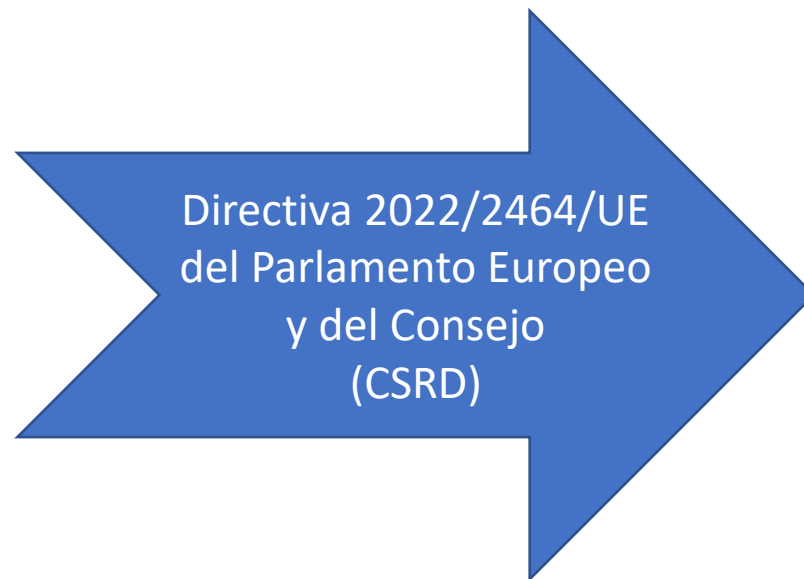 Directiva 2022/2464/UE
del Parlamento Europeo
y del Consejo
(CSRD)